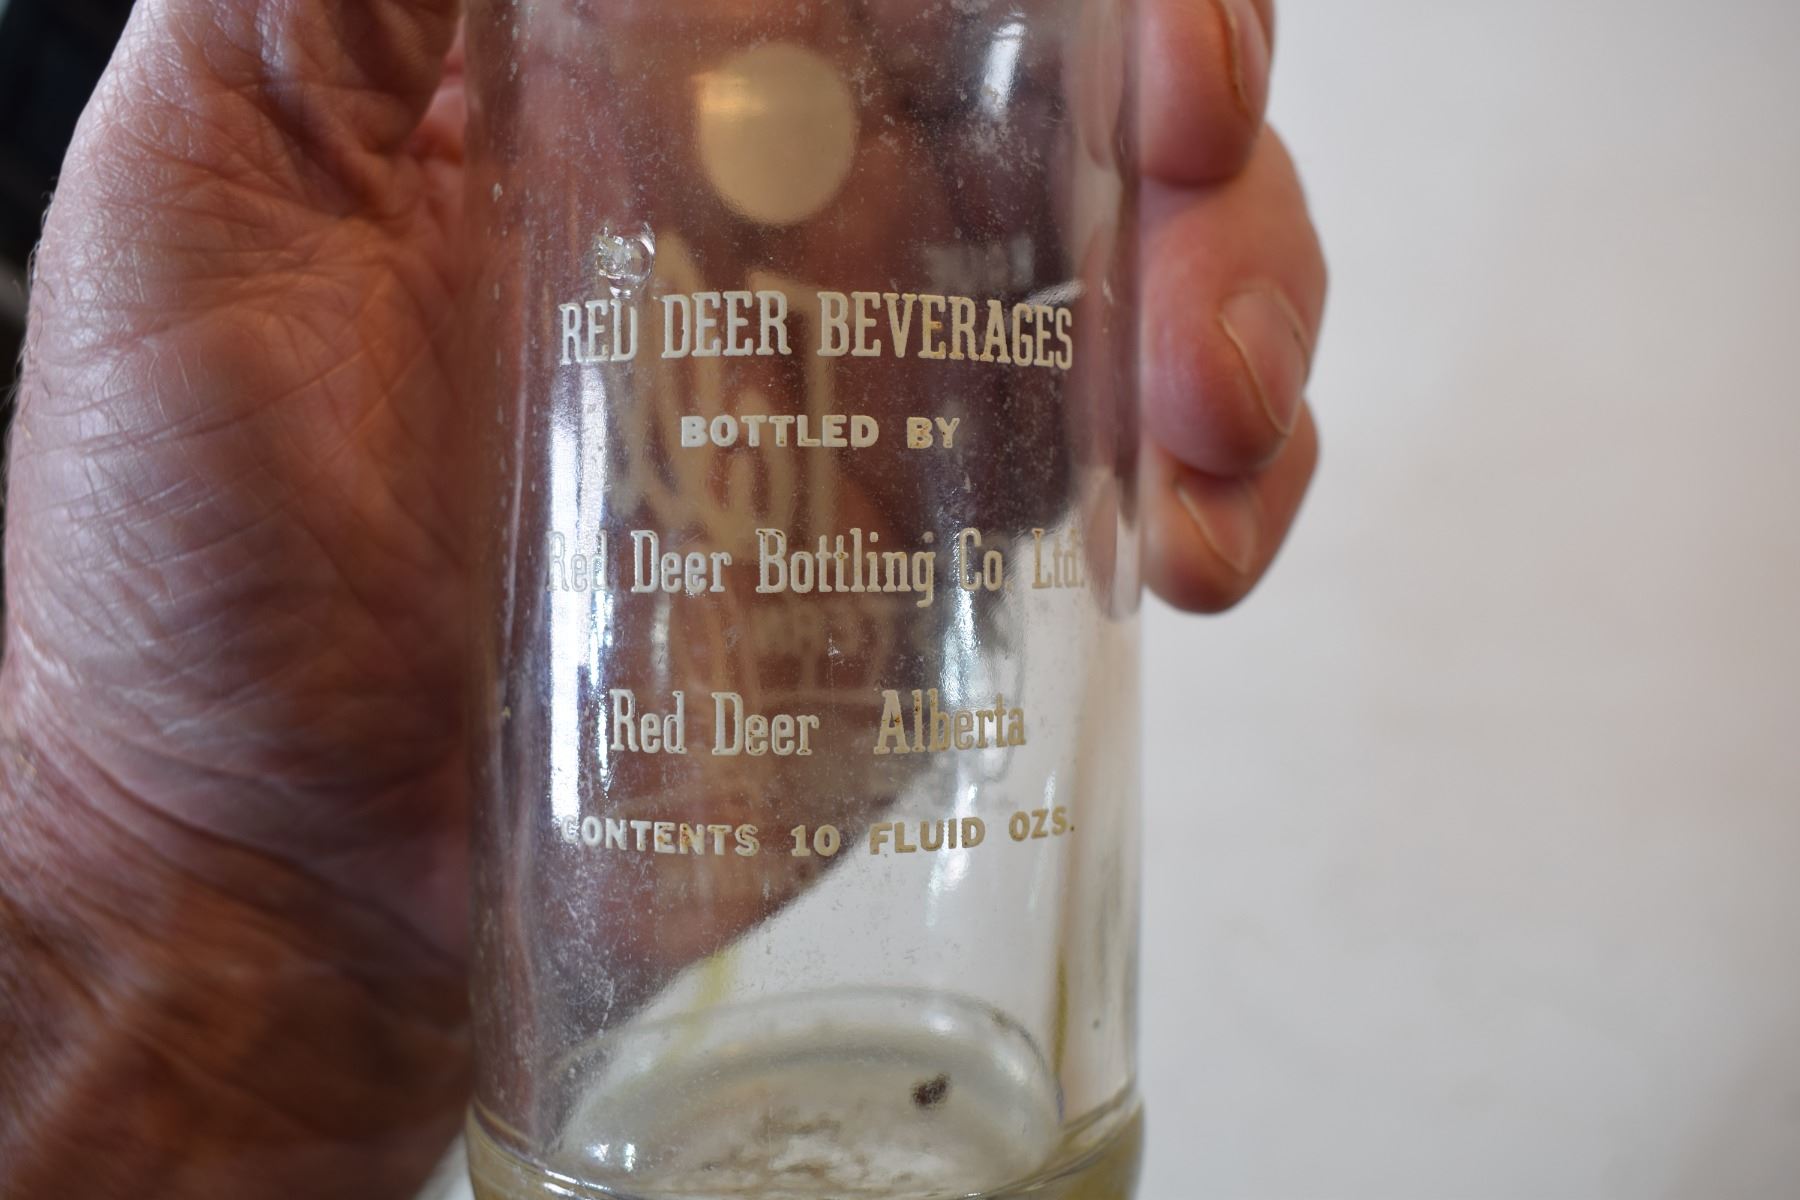 RED DEER BEVERAGES
BOTTLED BY
Red Deer Bottling Co. Ltd.
Red Deer Alberta
CONTENTS 10 FLUID OZS.